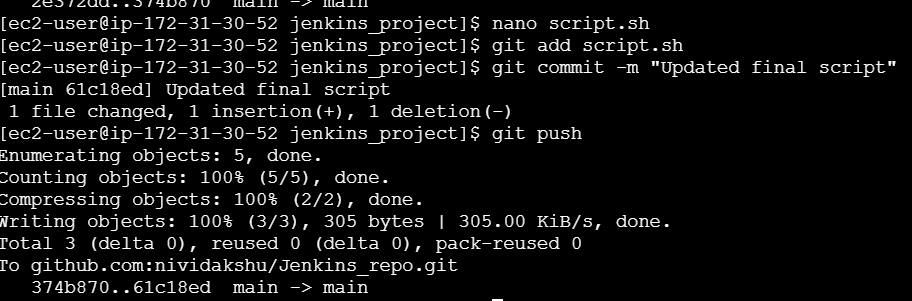 2e372dd..374b870  main -> main
[ec2-user@ip-172-31-30-52 jenkins_project]$ nano script.sh
[ec2-user@ip-172-31-30-52 jenkins_project]$ git add script.sh
[ec2-user@ip-172-31-30-52 jenkins_project]$ git commit -m "Updated final script"
[main 61c18ed] Updated final script
 1 file changed, 1 insertion(+), 1 deletion(-)
[ec2-user@ip-172-31-30-52 jenkins_project]$ git push
Enumerating objects: 5, done.
Counting objects: 100% (5/5), done.
Compressing objects: 100% (2/2), done.
Writing objects: 100% (3/3), 305 bytes | 305.00 KiB/s, done.
Total 3 (delta 0), reused 0 (delta 0), pack-reused 0
To github.com:nividakshu/Jenkins_repo.git
   374b870..61c18ed  main -> main